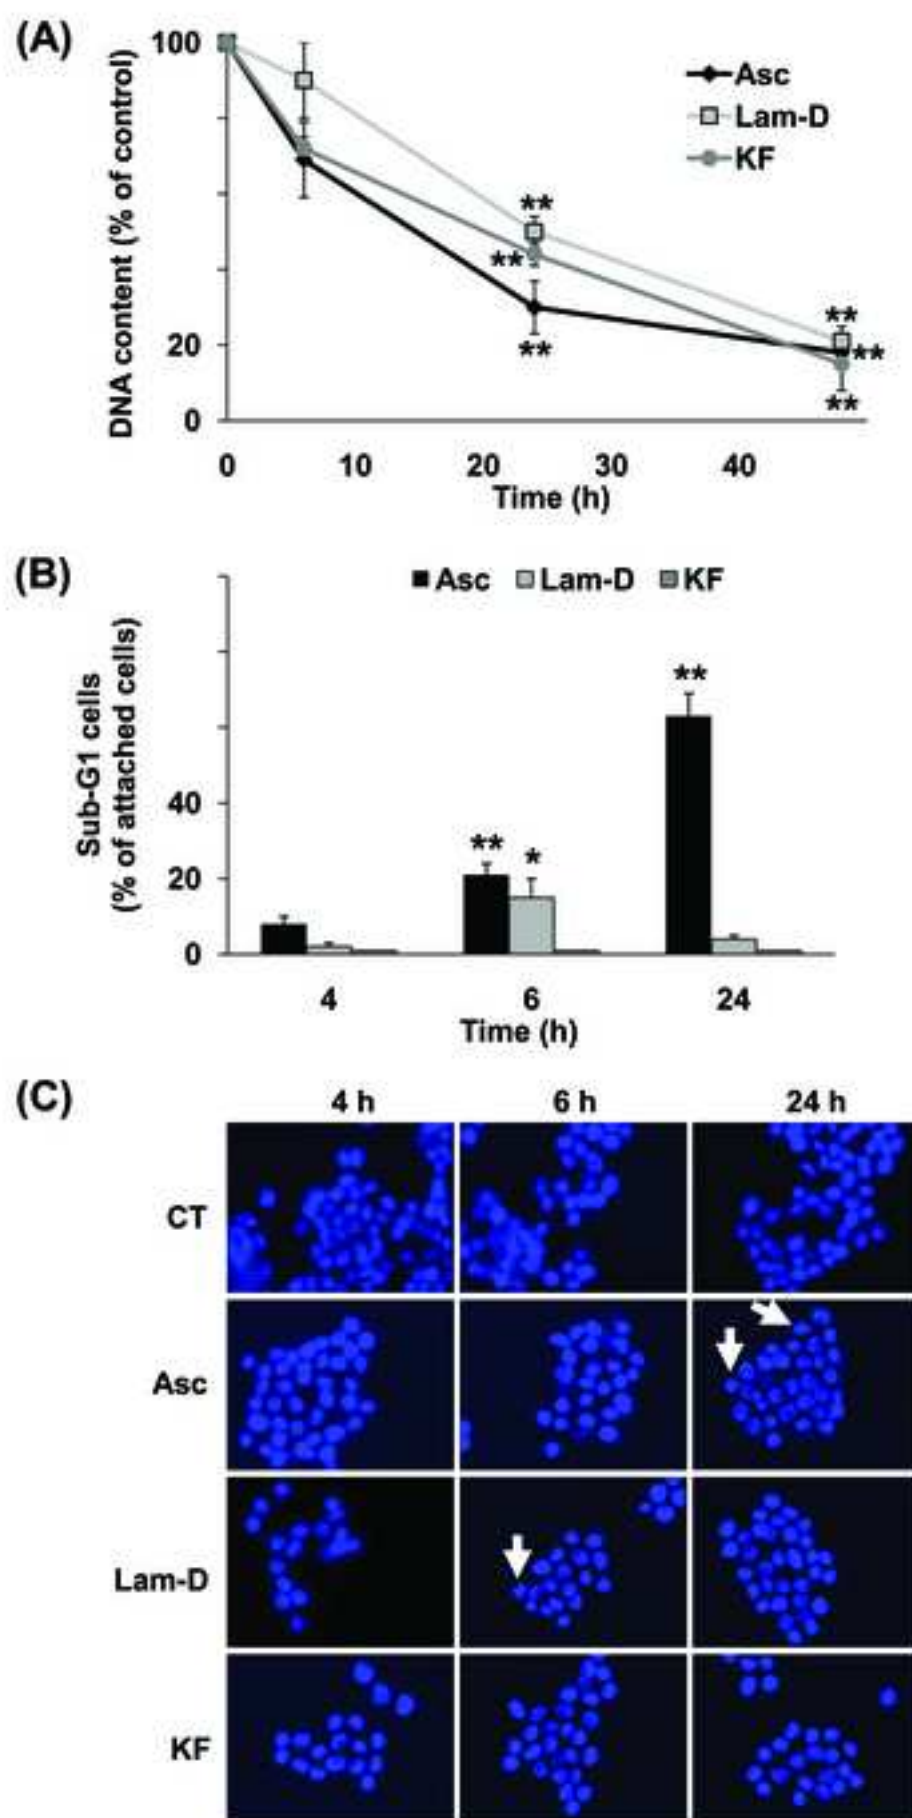 (A)
DNA content (% of control)
100
20
0
Asc
Lam-D
KF
**
**
**
**
**
**
0 10 20 30 40
Time (h)
(B)
Sub-G1 cells
(% of attached cells)
Asc Lam-D KF
40
20
0
**
*
**
4 6 24
Time (h)
(C)
4 h 6 h 24 h
CT
Asc
Lam-D
KF